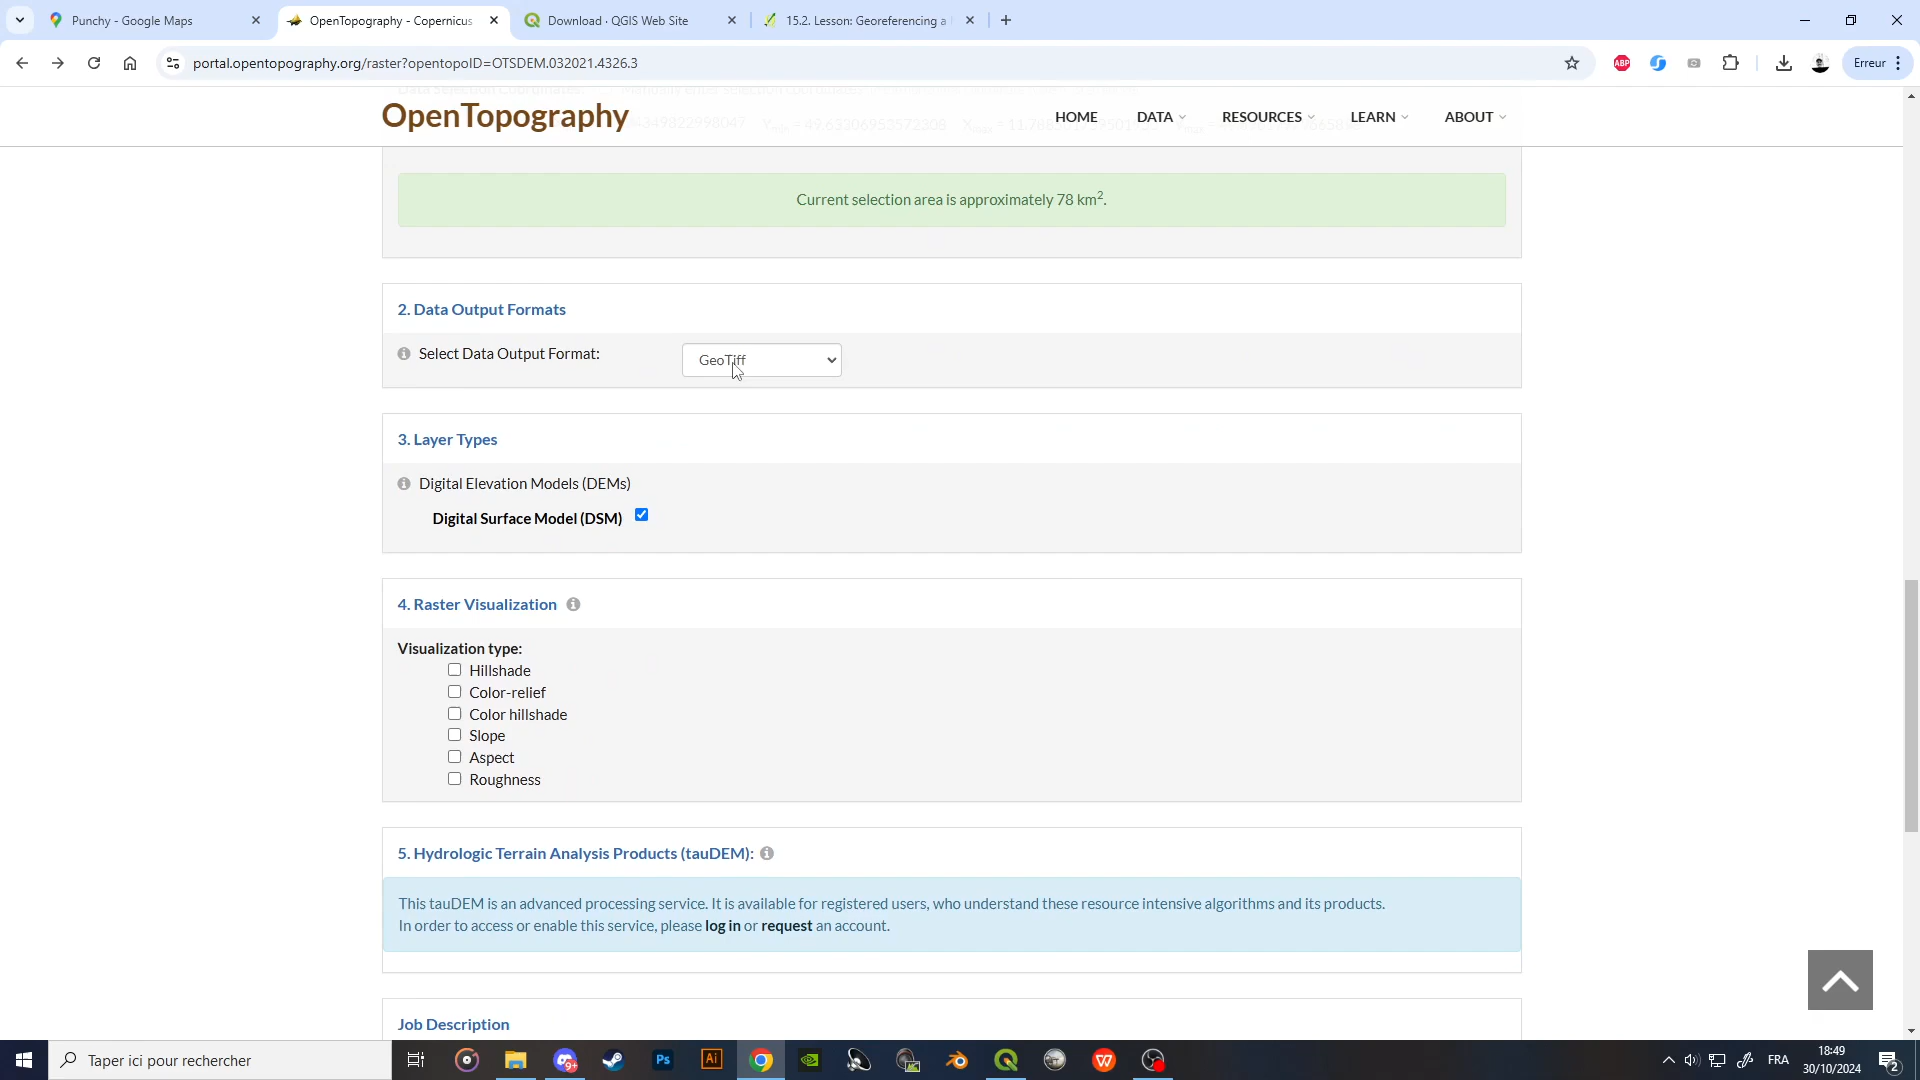 Punchy - Google Maps
OpenTopography - Copernicus
Download · QGIS Web Site
15.2. Lesson: Georeferencing a
portal.opentopography.org/raster?opentopoID=OTSDEM.032021.4326.3
ABP
Erreur
OpenTopography
HOME
DATA
RESOURCES
LEARN
ABOUT
Current selection area is approximately 78 km2.
2. Data Output Formats
Select Data Output Format:
GeoTiff
3. Layer Types
Digital Elevation Models (DEMs)
Digital Surface Model (DSM)
4. Raster Visualization
Visualization type:
Hillshade
Color-relief
Color hillshade
Slope
Aspect
Roughness
5. Hydrologic Terrain Analysis Products (tauDEM):
This tauDEM is an advanced processing service. It is available for registered users, who understand these resource intensive algorithms and its products.
In order to access or enable this service, please log in or request an account.
Job Description
Taper ici pour rechercher
9+
Ps
Ai
FRA
18:49
30/10/2024
2